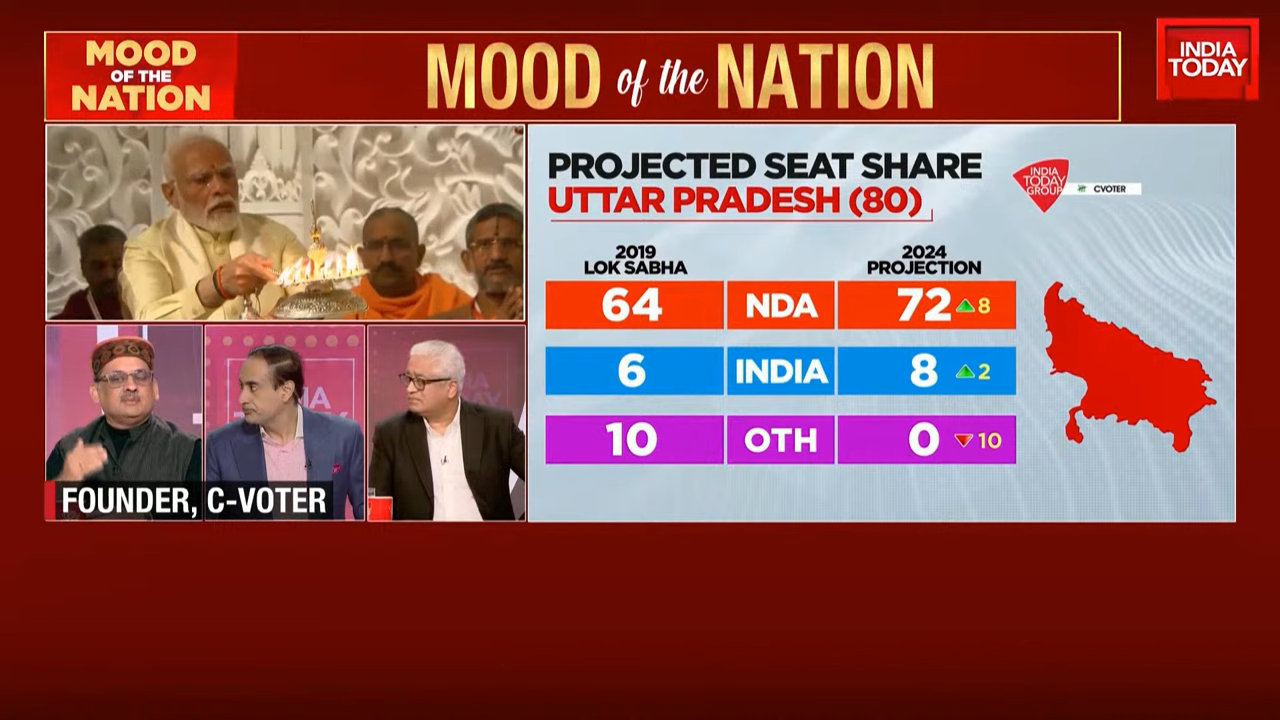 MOOD
OF THE
NATION
MOOD of the NATION
INDIA
TODAY
PROJECTED SEAT SHARE
UTTAR PRADESH (80)
INDIA
TODAY
GROUP
CVOTER
2019
LOK SABHA
2024
PROJECTION
64 NDA 72 8
6 INDIA 8 2
10 OTH 0 10
FOUNDER, C-VOTER